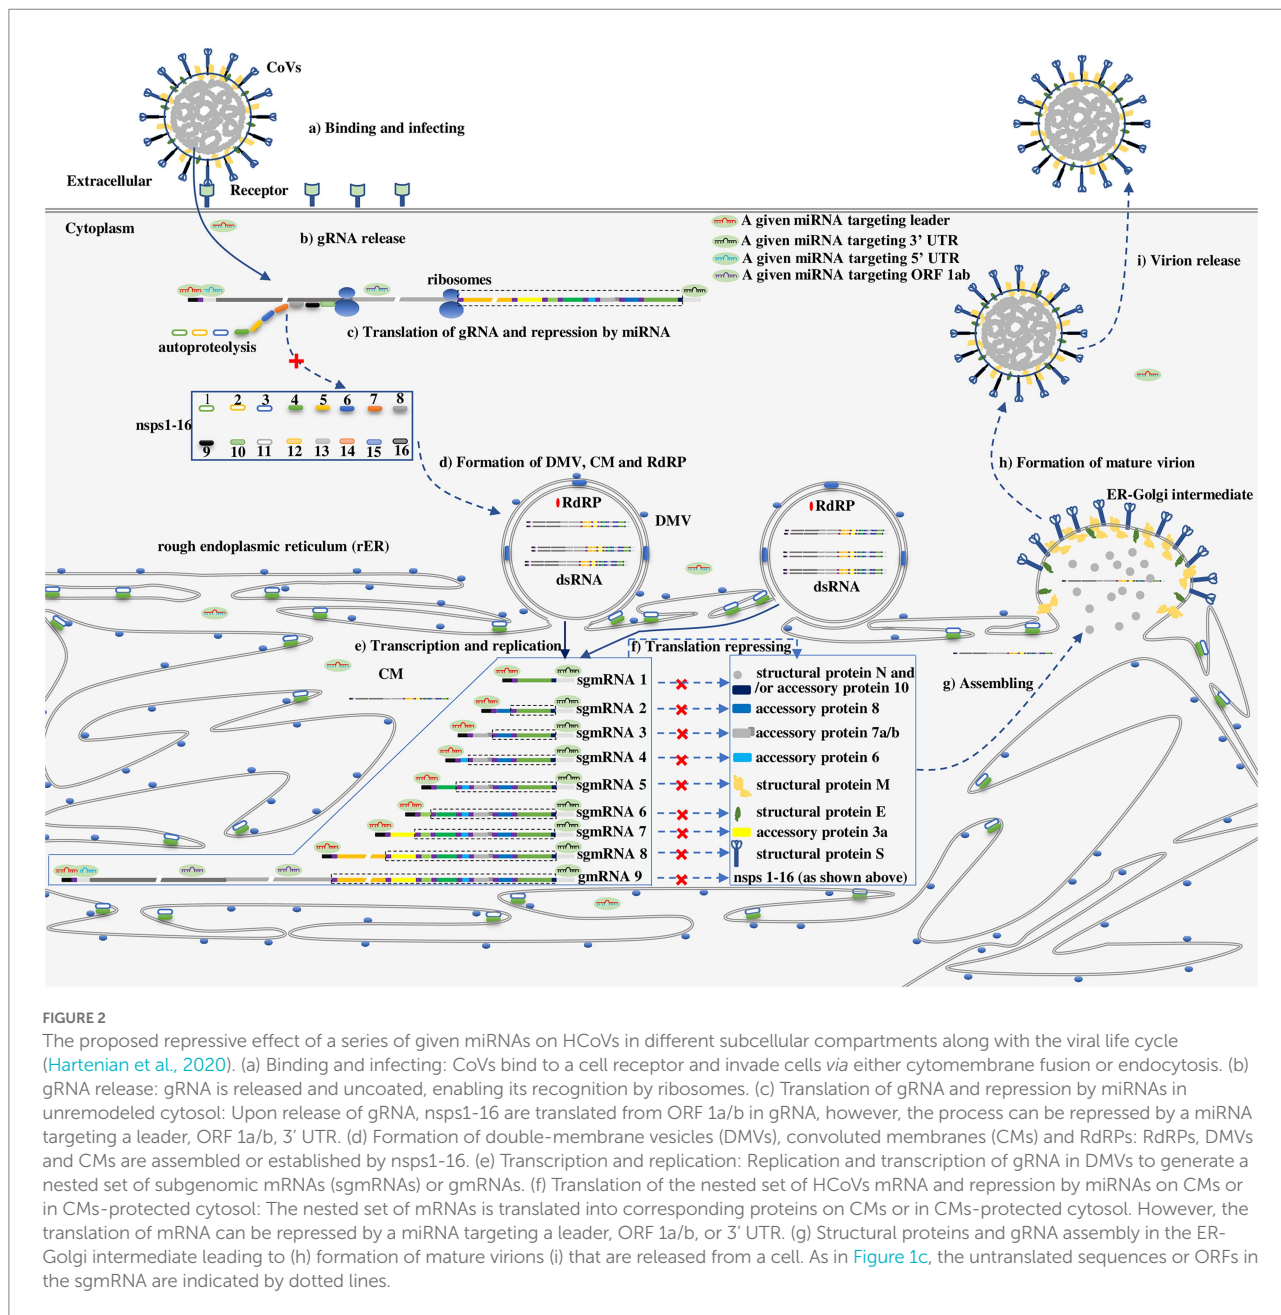 CoVs
a) Binding and infecting
Extracellular
Receptor
Cytoplasm
b) gRNA release
A given miRNA targeting leader
A given miRNA targeting 3' UTR
A given miRNA targeting 5' UTR
A given miRNA targeting ORF 1ab
i) Virion release
ribosomes
c) Translation of gRNA and repression by miRNA
autoproteolysis
1 2 3 4 5 6 7 8
nsps1-16
9 10 11 12 13 14 15 16
d) Formation of DMV, CM and RdRP
h) Formation of mature virion
ER-Golgi intermediate
RdRP
DMV
dsRNA
RdRP
dsRNA
rough endoplasmic reticulum (rER)
e) Transcription and replication
f) Translation repressing
CM
g) Assembling
sgmRNA 1
structural protein N and
/or accessory protein 10
sgmRNA 2
accessory protein 8
sgmRNA 3
accessory protein 7a/b
sgmRNA 4
accessory protein 6
sgmRNA 5
structural protein M
sgmRNA 6
structural protein E
sgmRNA 7
accessory protein 3a
sgmRNA 8
structural protein S
gmRNA 9
nsps 1-16 (as shown above)
FIGURE 2
The proposed repressive effect of a series of given miRNAs on HCoVs in different subcellular compartments along with the viral life cycle
(Hartenian et al., 2020). (a) Binding and infecting: CoVs bind to a cell receptor and invade cells via either cytomembrane fusion or endocytosis. (b)
gRNA release: gRNA is released and uncoated, enabling its recognition by ribosomes. (c) Translation of gRNA and repression by miRNAs in
unremodeled cytosol: Upon release of gRNA, nsps1-16 are translated from ORF 1a/b in gRNA, however, the process can be repressed by a miRNA
targeting a leader, ORF 1a/b, 3′ UTR. (d) Formation of double-membrane vesicles (DMVs), convoluted membranes (CMs) and RdRPs: RdRPs, DMVs
and CMs are assembled or established by nsps1-16. (e) Transcription and replication: Replication and transcription of gRNA in DMVs to generate a
nested set of subgenomic mRNAs (sgmRNAs) or gmRNAs. (f) Translation of the nested set of HCoVs mRNA and repression by miRNAs on CMs or
in CMs-protected cytosol: The nested set of mRNAs is translated into corresponding proteins on CMs or in CMs-protected cytosol. However, the
translation of mRNA can be repressed by a miRNA targeting a leader, ORF 1a/b, or 3′ UTR. (g) Structural proteins and gRNA assembly in the ER-
Golgi intermediate leading to (h) formation of mature virions (i) that are released from a cell. As in Figure 1c, the untranslated sequences or ORFs in
the sgmRNA are indicated by dotted lines.